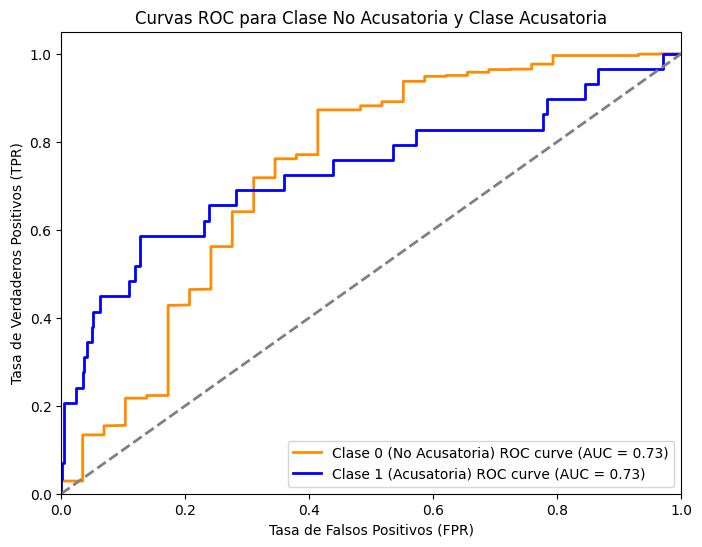 Curvas ROC para Clase No Acusatoria y Clase Acusatoria
Tasa de Verdaderos Positivos (TPR)
1.0
0.8
0.6
0.4
0.2
0.0
Clase 0 (No Acusatoria) ROC curve (AUC = 0.73)
Clase 1 (Acusatoria) ROC curve (AUC = 0.73)
0.0 0.2 0.4 0.6 0.8 1.0
Tasa de Falsos Positivos (FPR)